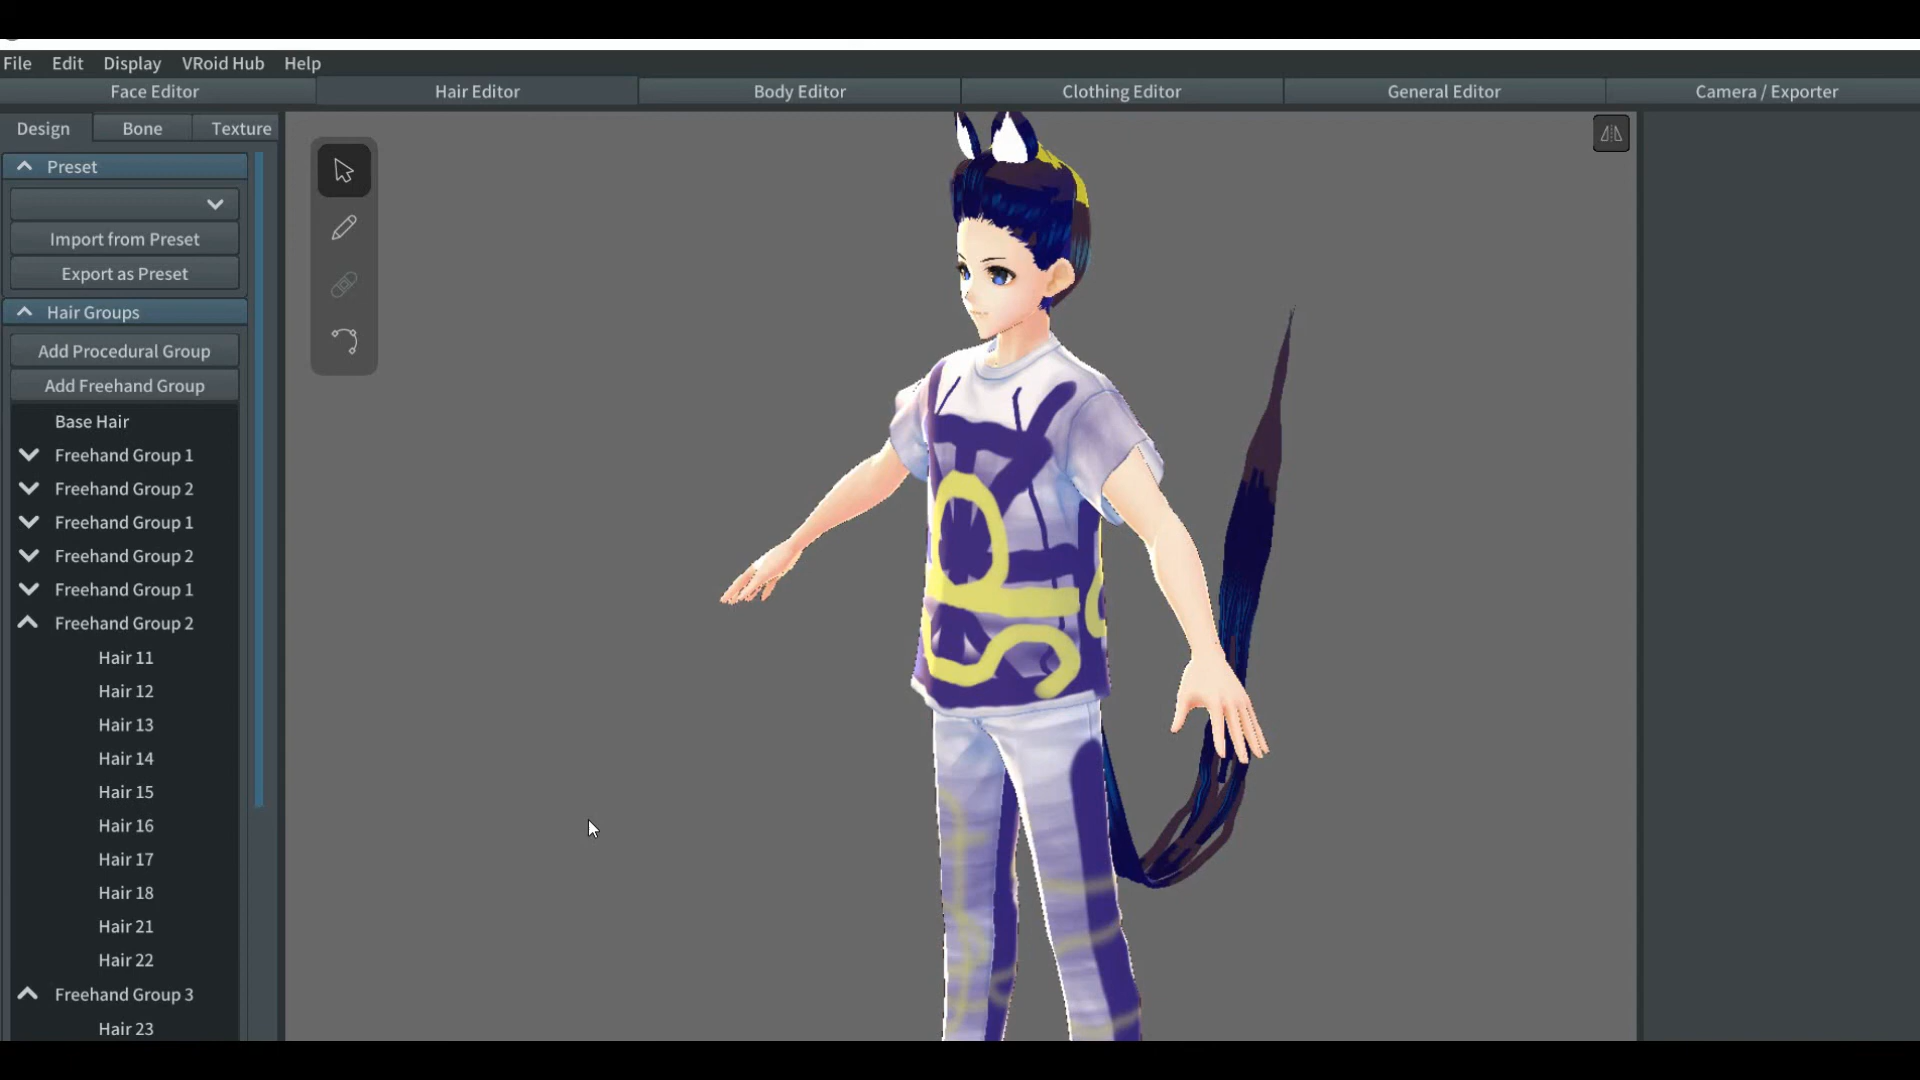 File Edit Display VRoid Hub Help
Face Editor Hair Editor Body Editor Clothing Editor General Editor Camera / Exporter
Design Bone Texture
Preset
Import from Preset
Export as Preset
Hair Groups
Add Procedural Group
Add Freehand Group
Base Hair
Freehand Group 1
Freehand Group 2
Freehand Group 1
Freehand Group 2
Freehand Group 1
Freehand Group 2
Hair 11
Hair 12
Hair 13
Hair 14
Hair 15
Hair 16
Hair 17
Hair 18
Hair 21
Hair 22
Freehand Group 3
Hair 23